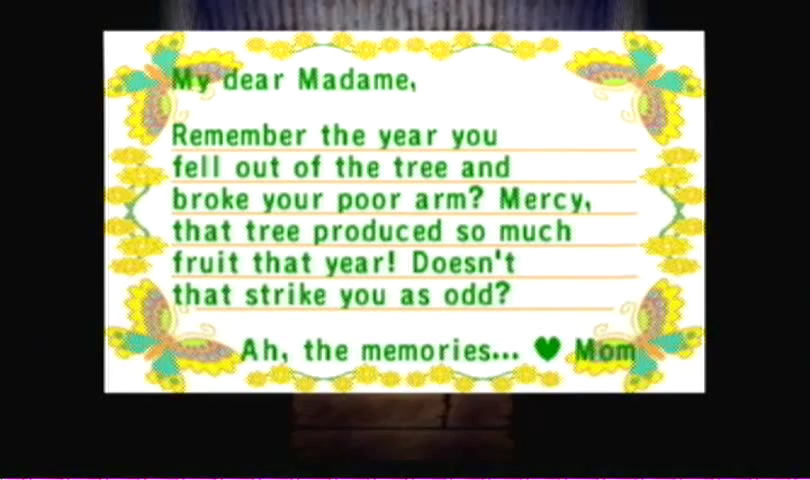 My dear Madame,
Remember the year you
fell out of the tree and
broke your poor arm? Mercy,
that tree produced so much
fruit that year! Doesn't
that strike you as odd?
Ah, the memories... ♥ Mom